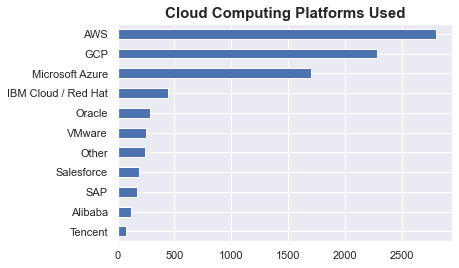 Cloud Computing Platforms Used
AWS
GCP
Microsoft Azure
IBM Cloud / Red Hat
Oracle
VMware
Other
Salesforce
SAP
Alibaba
Tencent
0 500 1000 1500 2000 2500